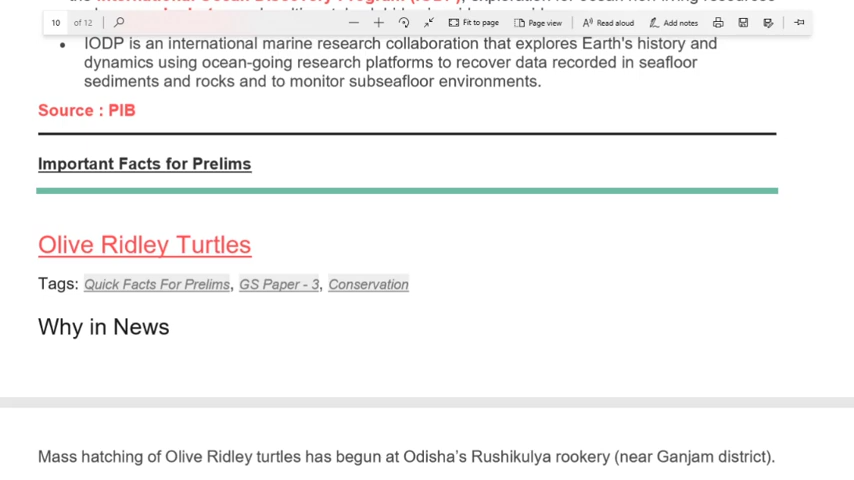 10 of 12 Fit to page Page view Read aloud Add notes
IODP is an international marine research collaboration that explores Earth's history and
dynamics using ocean-going research platforms to recover data recorded in seafloor
sediments and rocks and to monitor subseafloor environments.
Source : PIB
Important Facts for Prelims
Olive Ridley Turtles
Tags: Quick Facts For Prelims, GS Paper - 3, Conservation
Why in News
Mass hatching of Olive Ridley turtles has begun at Odisha's Rushikulya rookery (near Ganjam district).